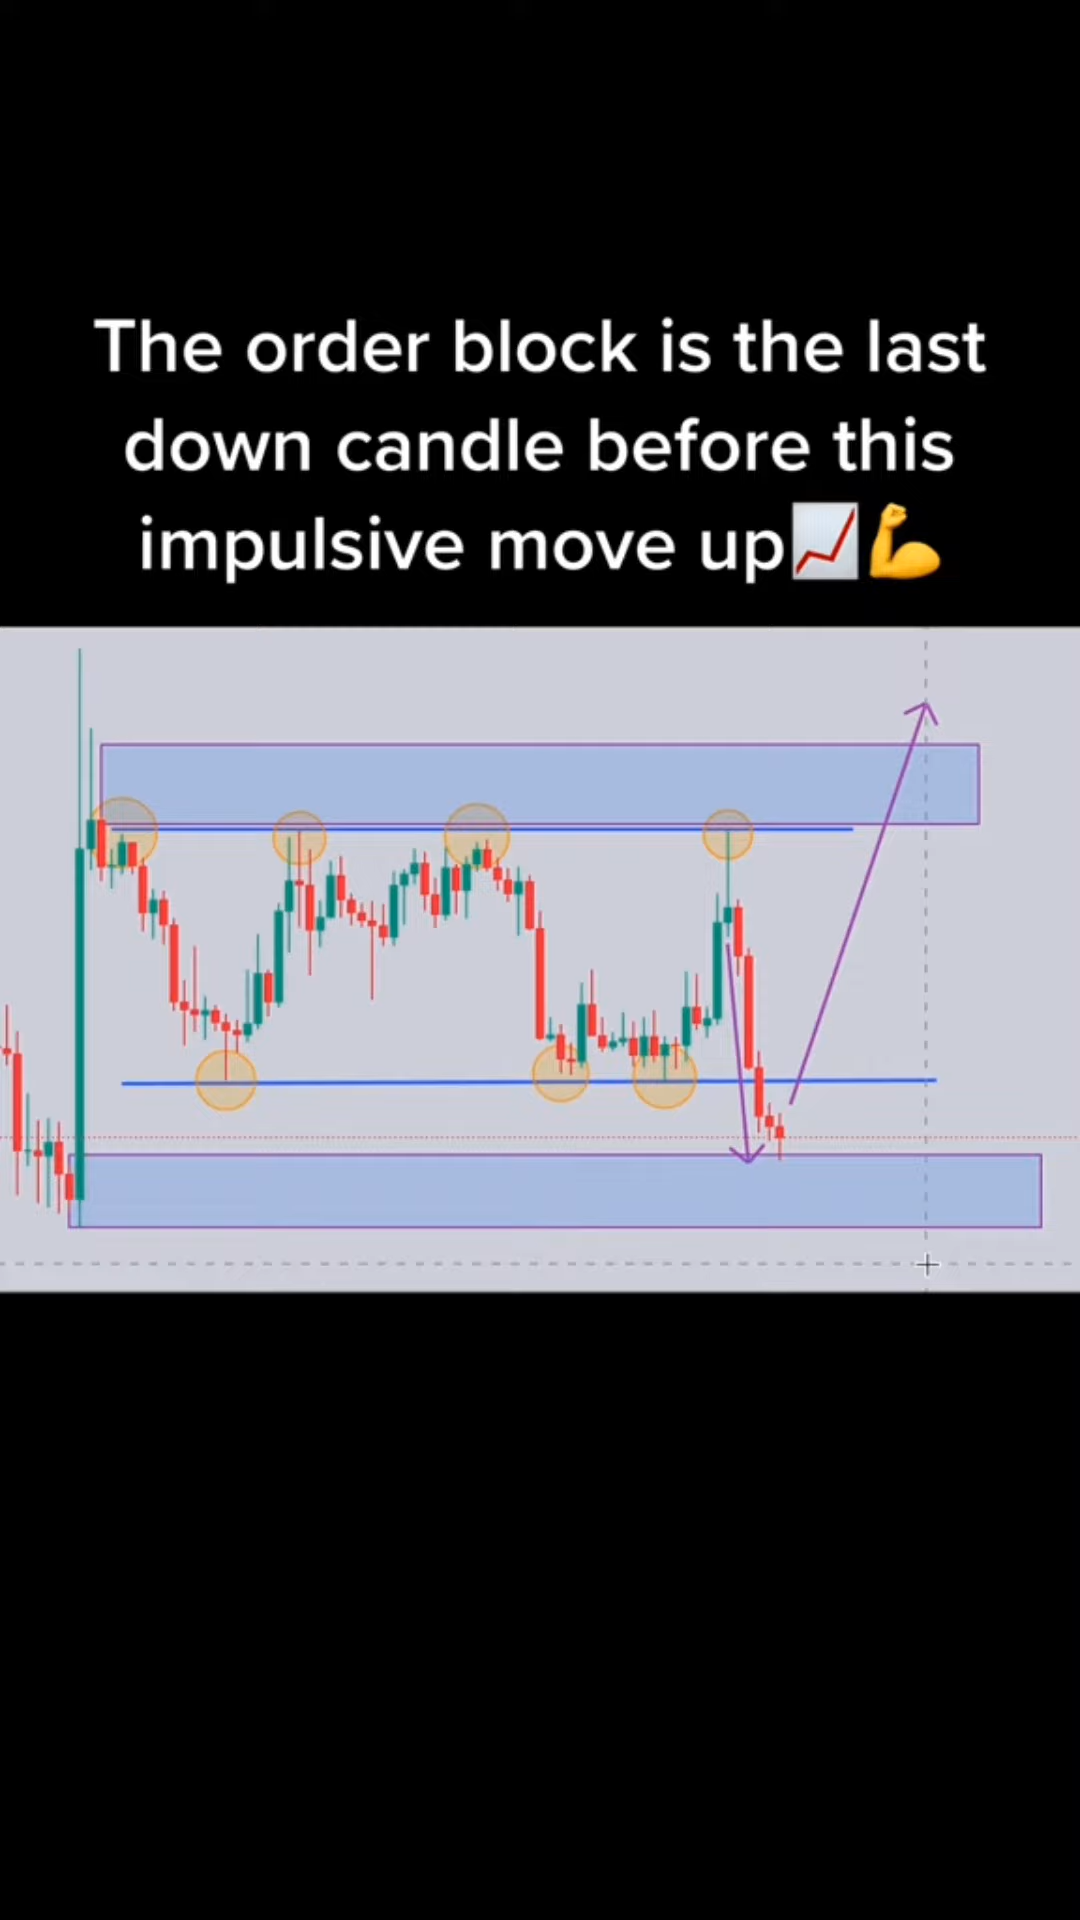 The order block is the last
down candle before this
impulsive move up📈💪